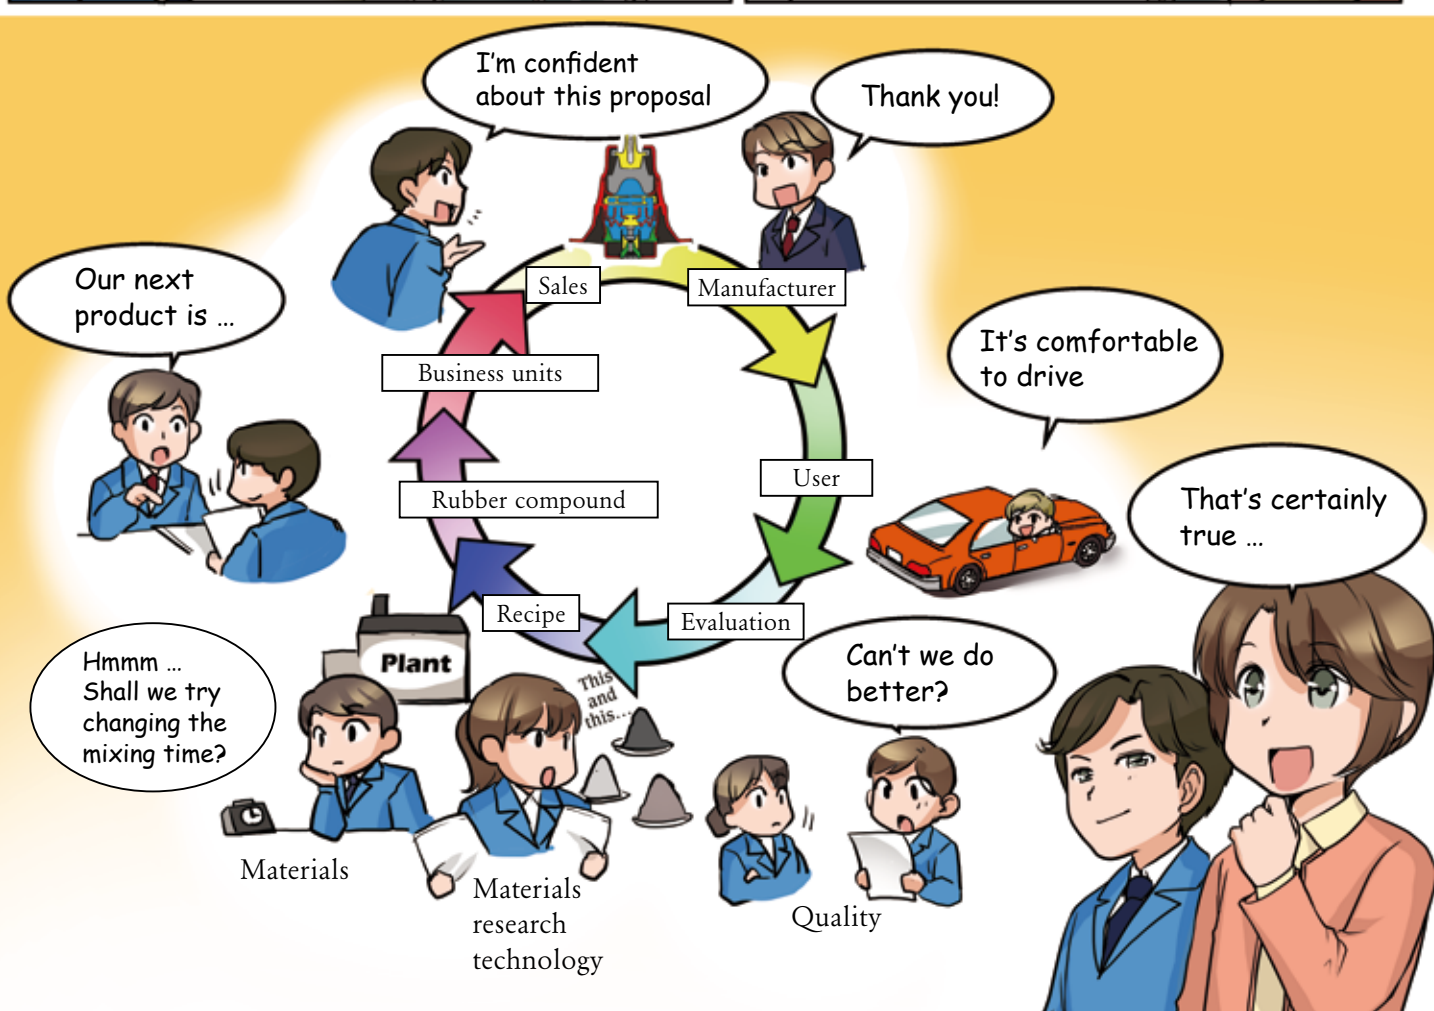 I'm confident
about this proposal
Thank you!
Our next
product is ...
Sales
Manufacturer
Business units
It's comfortable
to drive
User
Rubber compound
That's certainly
true ...
Recipe
Evaluation
Plant
Hmmm ...
Shall we try
changing the
mixing time?
This
and
this...
Can't we do
better?
Materials
Materials
research
technology
Quality